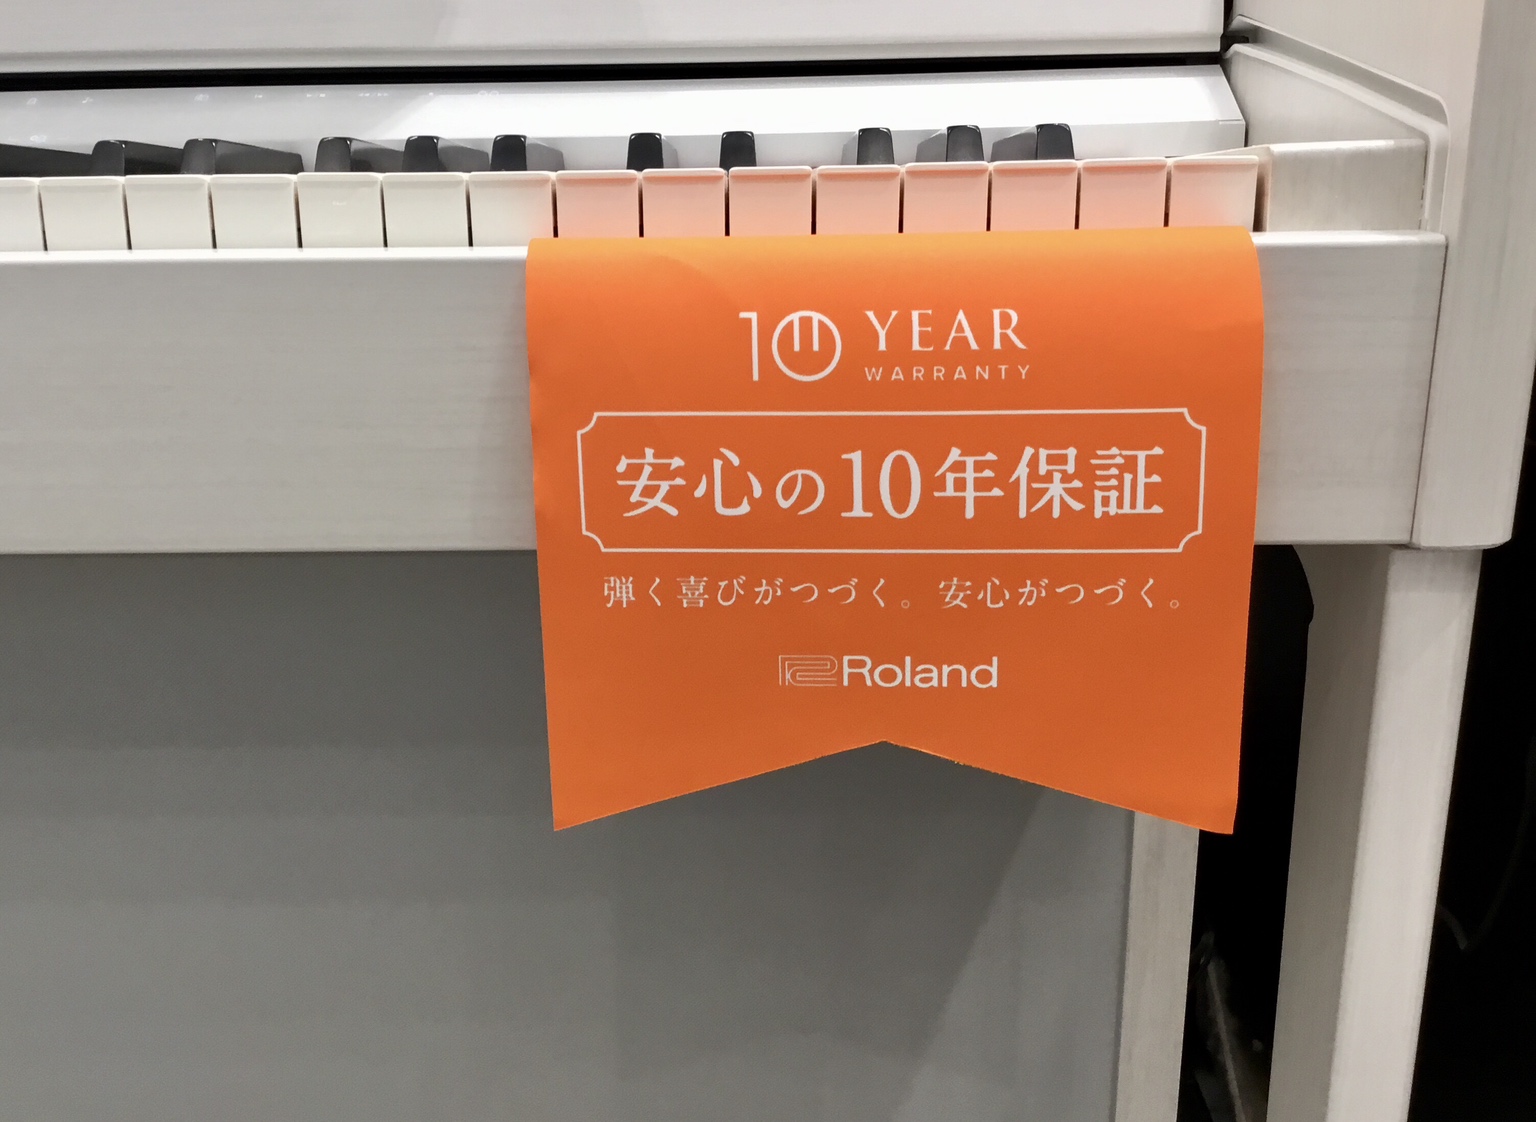 10 YEAR
WARRANTY
安心の10年保証
弾く喜びがつづく。安心がつづく。
Roland